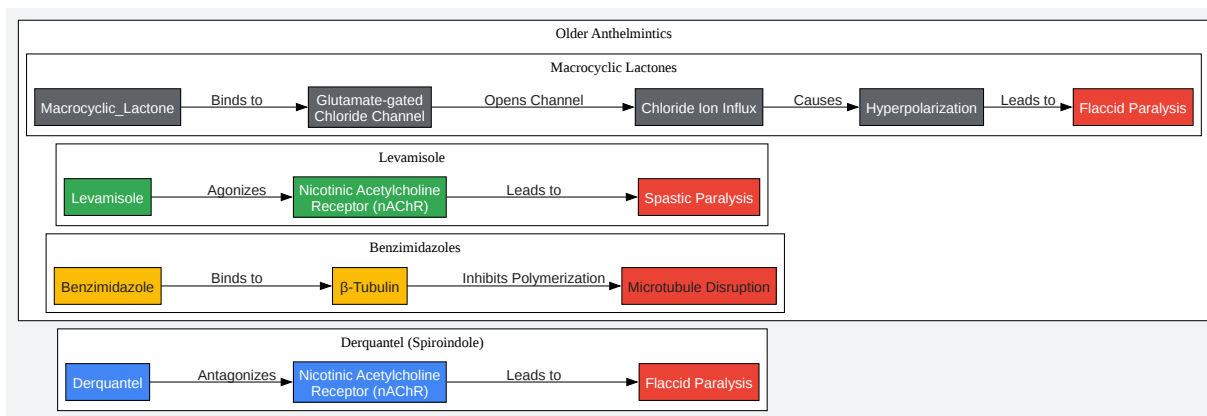 Older Anthelmintics
Macrocyclic Lactones
Macrocyclic_Lactone
Binds to
Glutamate-gated
Chloride Channel
Opens Channel
Chloride Ion Influx
Causes
Hyperpolarization
Leads to
Flaccid Paralysis
Levamisole
Levamisole
Agonizes
Nicotinic Acetylcholine
Receptor (nAChR)
Leads to
Spastic Paralysis
Benzimidazoles
Benzimidazole
Binds to
β-Tubulin
Inhibits Polymerization
Microtubule Disruption
Derquantel (Spiroindole)
Derquantel
Antagonizes
Nicotinic Acetylcholine
Receptor (nAChR)
Leads to
Flaccid Paralysis